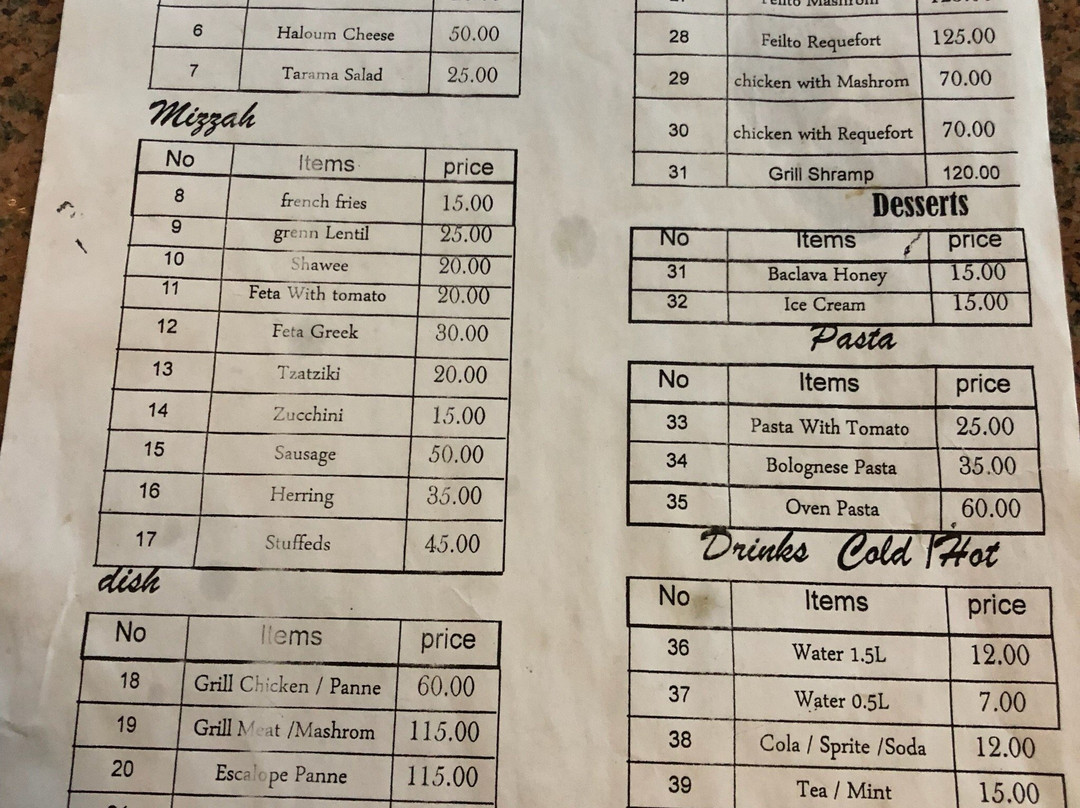 6 Haloum Cheese 50.00
7 Tarama Salad 25.00
Mizzah
No Items price
8 french fries 15.00
9 grenn Lentil 25.00
10 Shawee 20.00
11 Feta With tomato 20.00
12 Feta Greek 30.00
13 Tzatziki 20.00
14 Zucchini 15.00
15 Sausage 50.00
16 Herring 35.00
17 Stuffeds 45.00
dish
No Items price
18 Grill Chicken / Panne 60.00
19 Grill Meat /Mashrom 115.00
20 Escalope Panne 115.00
27 Feilto Mashrom
28 Feilto Requefort 125.00
29 chicken with Mashrom 70.00
30 chicken with Requefort 70.00
31 Grill Shramp 120.00
Desserts
No Items price
31 Baclava Honey 15.00
32 Ice Cream 15.00
Pasta
No Items price
33 Pasta With Tomato 25.00
34 Bolognese Pasta 35.00
35 Oven Pasta 60.00
Drinks Cold /Hot
No Items price
36 Water 1.5L 12.00
37 Water 0.5L 7.00
38 Cola / Sprite /Soda 12.00
39 Tea / Mint 15.00